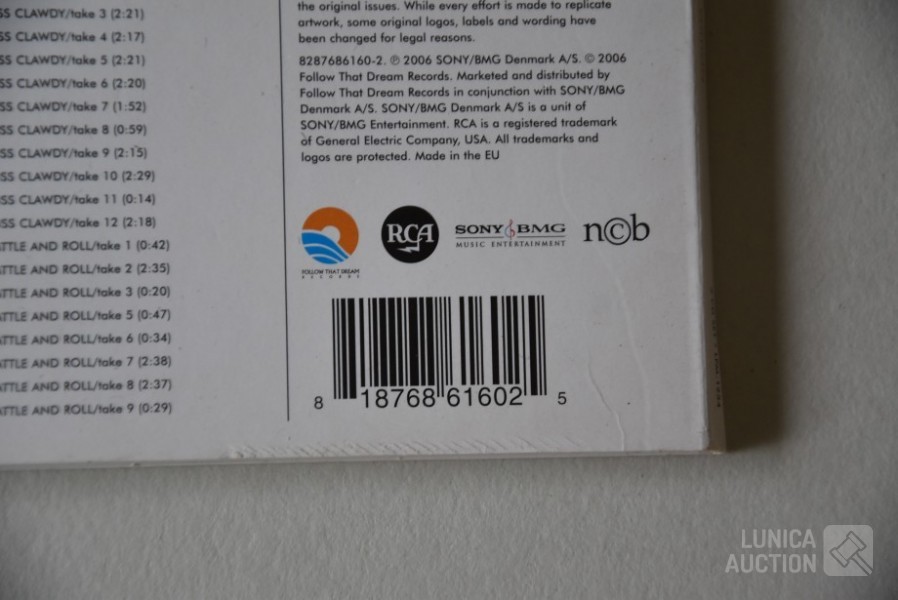 SS CLAWDY/take 3 (2:21)
SS CLAWDY/take 4 (2:17)
SS CLAWDY/take 5 (2:21)
SS CLAWDY/take 6 (2:20)
SS CLAWDY/take 7 (1:52)
SS CLAWDY/take 8 (0:59)
SS CLAWDY/take 9 (2:15)
SS CLAWDY/take 10 (2:29)
SS CLAWDY/take 11 (0:14)
SS CLAWDY/take 12 (2:18)
ATTLE AND ROLL/take 1 (0:42)
ATTLE AND ROLL/take 2 (2:35)
ATTLE AND ROLL/take 3 (0:20)
ATTLE AND ROLL/take 5 (0:47)
ATTLE AND ROLL/take 6 (0:34)
ATTLE AND ROLL/take 7 (2:38)
ATTLE AND ROLL/take 8 (2:37)
ATTLE AND ROLL/take 9 (0:29)
the original issues. While every effort is made to replicate
artwork, some original logos, labels and wording have
been changed for legal reasons.
8287686160-2. ℗ 2006 SONY/BMG Denmark A/S. © 2006
Follow That Dream Records. Marketed and distributed by
Follow That Dream Records in conjunction with SONY/BMG
Denmark A/S. SONY/BMG Denmark A/S is a unit of
SONY/BMG Entertainment. RCA is a registered trademark
of General Electric Company, USA. All trademarks and
logos are protected. Made in the EU
FOLLOW THAT DREAM
RECORDS
RCA
SONY BMG
MUSIC ENTERTAINMENT
n©b
8 18768 61602 5
LUNICA
AUCTION